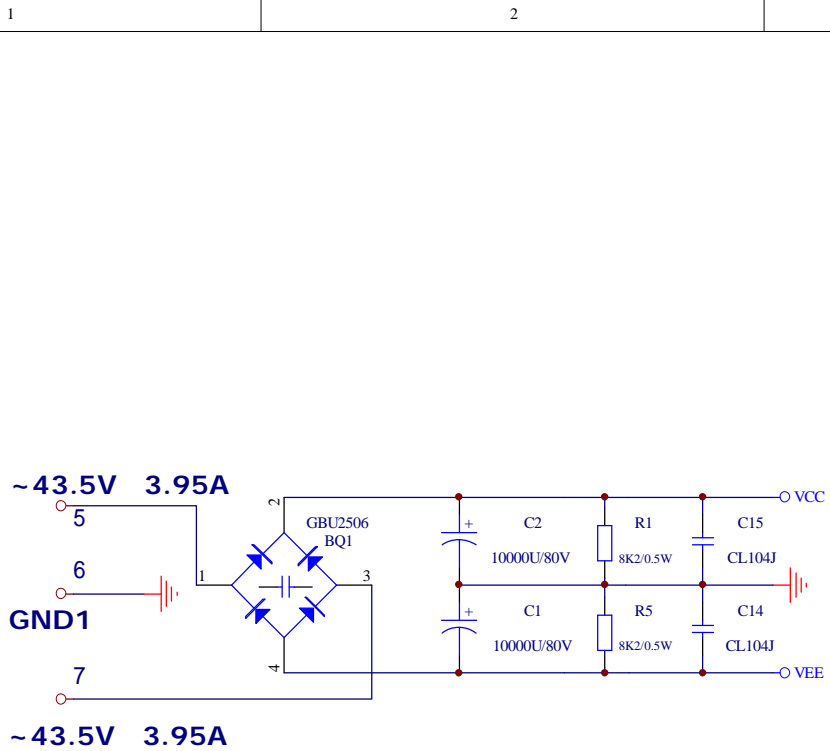 1
2
~43.5V 3.95A
5
6
GND1
7
~43.5V 3.95A
1
2
3
4
GBU2506
BQ1
C2
10000U/80V
R1
8K2/0.5W
C15
CL104J
VCC
C1
10000U/80V
R5
8K2/0.5W
C14
CL104J
VEE
+
+